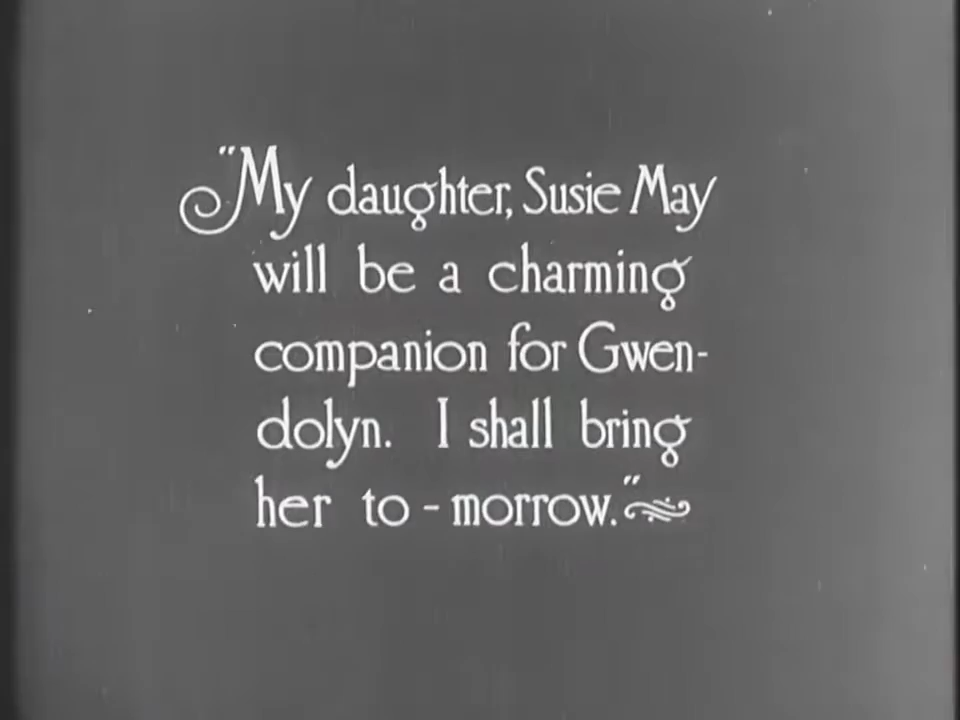 "My daughter, Susie May
will be a charming
companion for Gwen-
dolyn. I shall bring
her to-morrow."